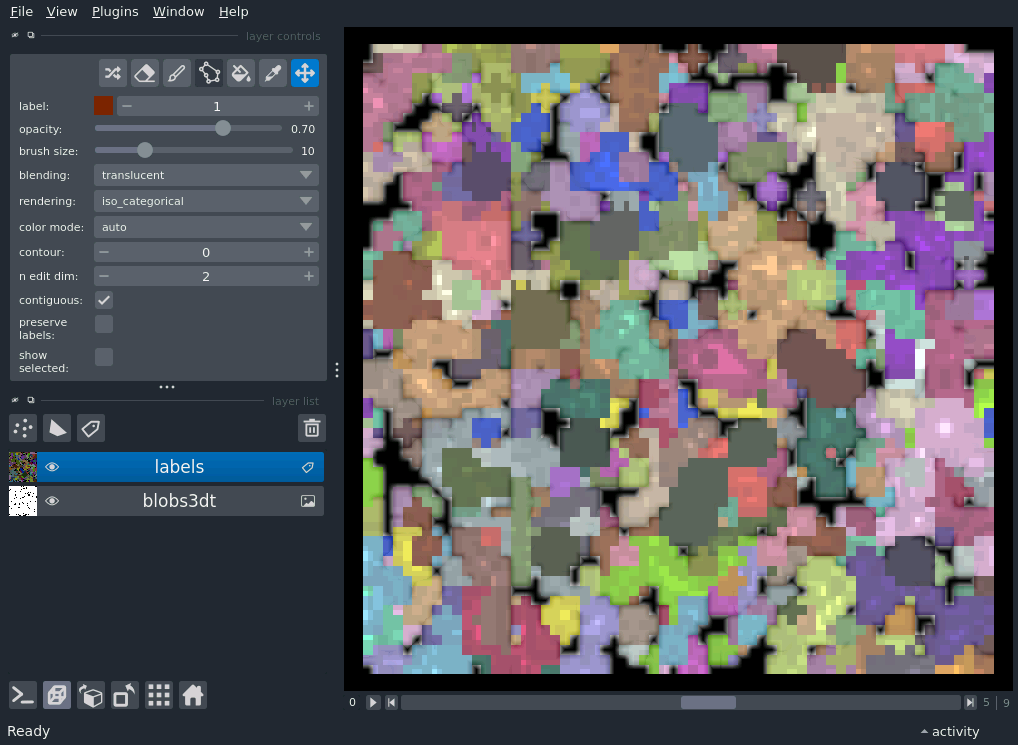 File View Plugins Window Help
layer controls
label: 1
opacity: 0.70
brush size: 10
blending: translucent
rendering: iso_categorical
color mode: auto
contour: 0
n edit dim: 2
contiguous:
preserve
labels:
show
selected:
layer list
labels
blobs3dt
0 5 9
Ready activity